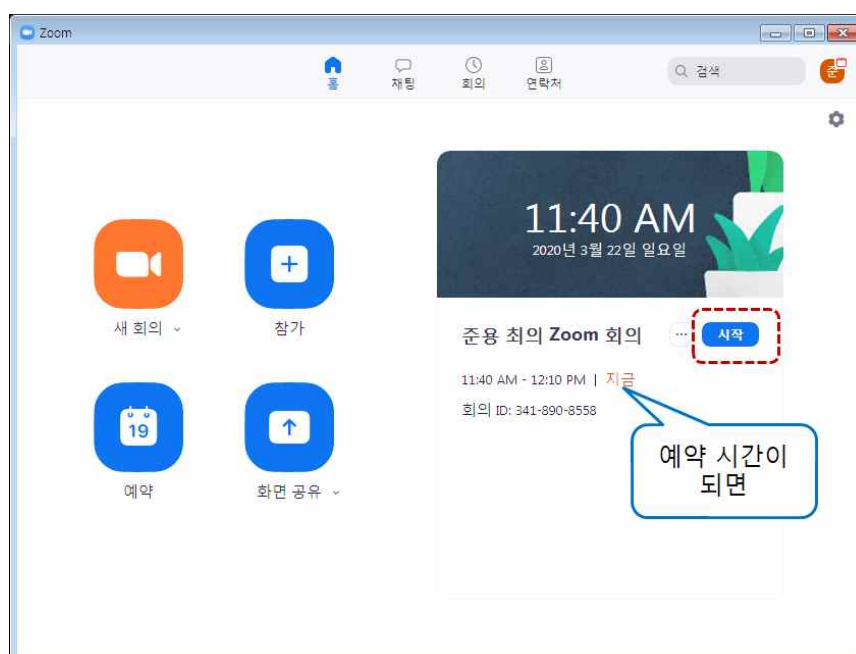 Zoom
홈
채팅
회의
연락처
검색
준
11:40 AM
2020년 3월 22일 일요일
새 회의
참가
준용 최의 Zoom 회의
···
시작
11:40 AM - 12:10 PM | 지금
회의 ID: 341-890-8558
19
예약
화면 공유
예약 시간이
되면